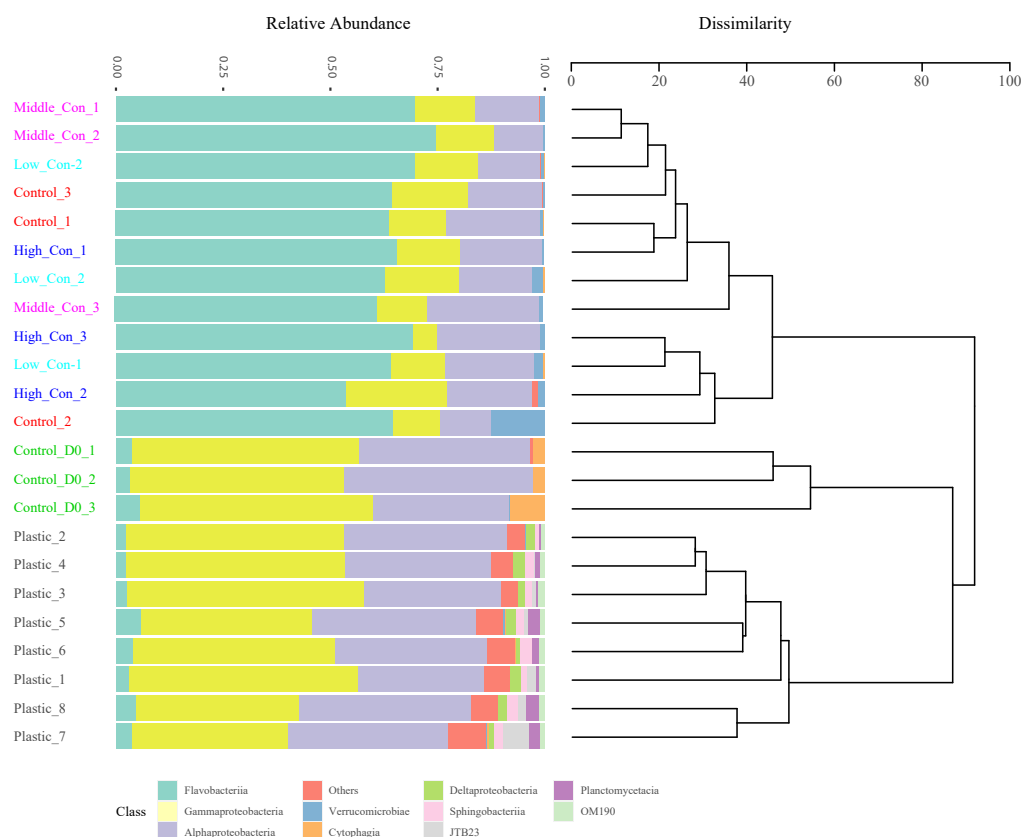 Relative Abundance Dissimilarity
0.00 0.25 0.50 0.75 1.00
0 20 40 60 80 100
Middle_Con_1
Middle_Con_2
Low_Con-2
Control_3
Control_1
High_Con_1
Low_Con_2
Middle_Con_3
High_Con_3
Low_Con-1
High_Con_2
Control_2
Control_D0_1
Control_D0_2
Control_D0_3
Plastic_2
Plastic_4
Plastic_3
Plastic_5
Plastic_6
Plastic_1
Plastic_8
Plastic_7
Flavobacteriia Others Deltaproteobacteria Planctomycetacia
Class Gammaproteobacteria Verrucomicrobiae Sphingobacteriia OM190
Alphaproteobacteria Cytophagia JTB23